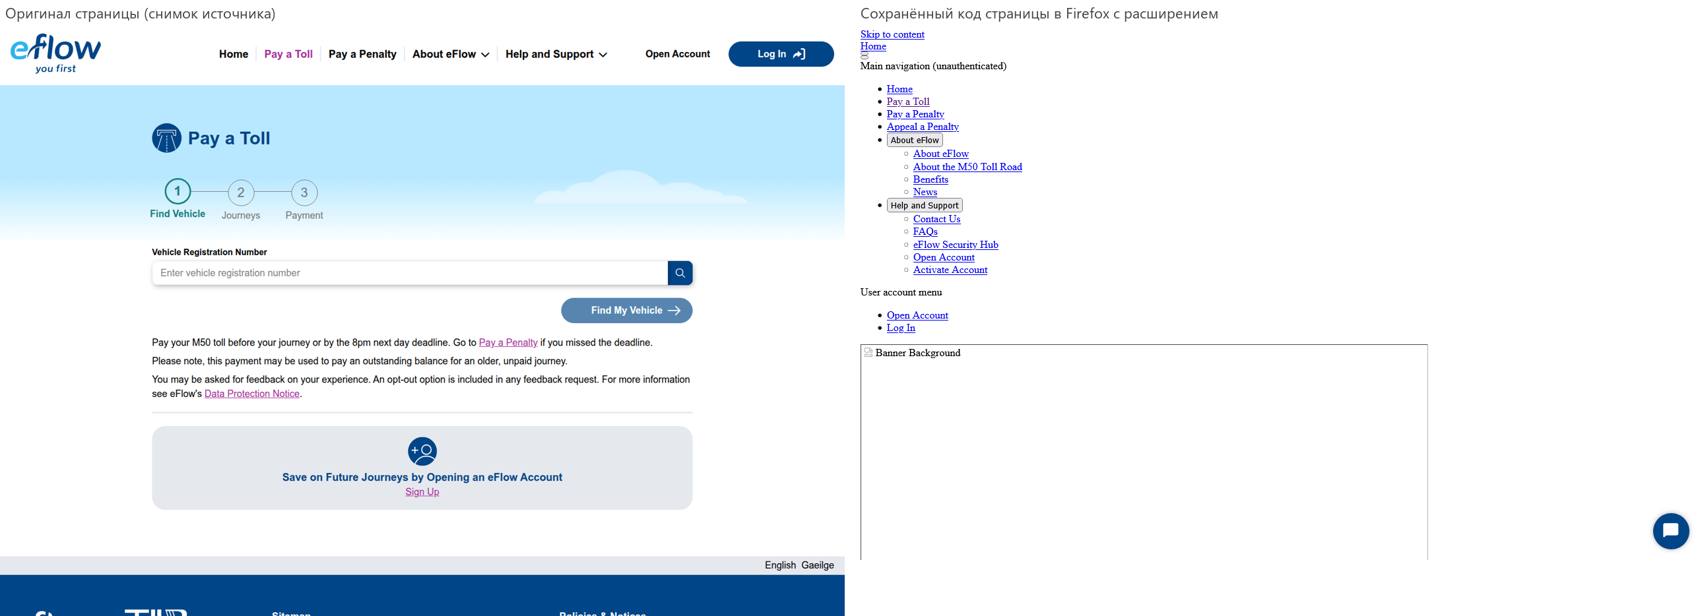 Оригинал страницы (снимок источника)
eflow
you first
Home
Pay a Toll
Pay a Penalty
About eFlow
Help and Support
Open Account
Log In
Pay a Toll
1
2
3
Find Vehicle
Journeys
Payment
Vehicle Registration Number
Enter vehicle registration number
Find My Vehicle
Pay your M50 toll before your journey or by the 8pm next day deadline. Go to Pay a Penalty if you missed the deadline.
Please note, this payment may be used to pay an outstanding balance for an older, unpaid journey.
You may be asked for feedback on your experience. An opt-out option is included in any feedback request. For more information
see eFlow's Data Protection Notice.
Save on Future Journeys by Opening an eFlow Account
Sign Up
English Gaeilge
Sitemap
Policies & Notices
Сохранённый код страницы в Firefox с расширением
Skip to content
Home
Main navigation (unauthenticated)
Home
Pay a Toll
Pay a Penalty
Appeal a Penalty
About eFlow
About eFlow
About the M50 Toll Road
Benefits
News
Help and Support
Contact Us
FAQs
eFlow Security Hub
Open Account
Activate Account
User account menu
Open Account
Log In
Banner Background